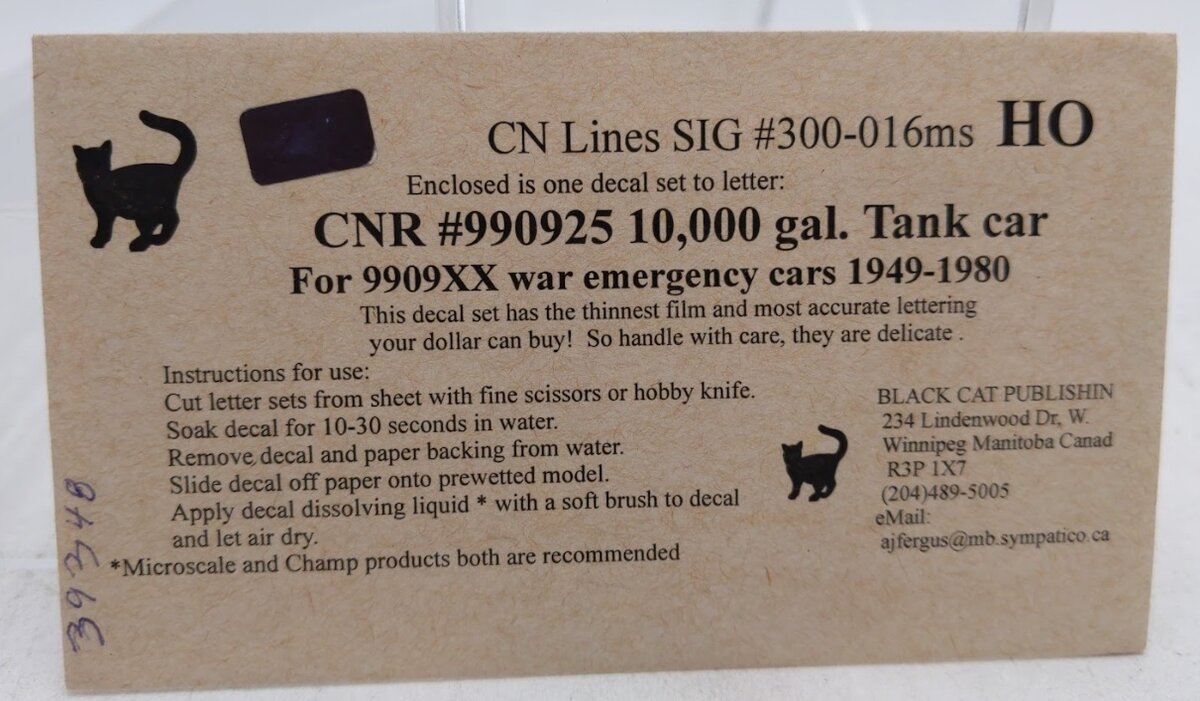 CN Lines SIG #300-016ms HO
Enclosed is one decal set to letter:
CNR #990925 10,000 gal. Tank car
For 9909XX war emergency cars 1949-1980
This decal set has the thinnest film and most accurate lettering
your dollar can buy! So handle with care, they are delicate .
Instructions for use:
Cut letter sets from sheet with fine scissors or hobby knife.
Soak decal for 10-30 seconds in water.
Remove decal and paper backing from water.
Slide decal off paper onto prewetted model.
Apply decal dissolving liquid * with a soft brush to decal
and let air dry.
*Microscale and Champ products both are recommended
BLACK CAT PUBLISHIN
234 Lindenwood Dr, W.
Winnipeg Manitoba Canad
R3P 1X7
(204)489-5005
eMail:
ajfergus@mb.sympatico.ca